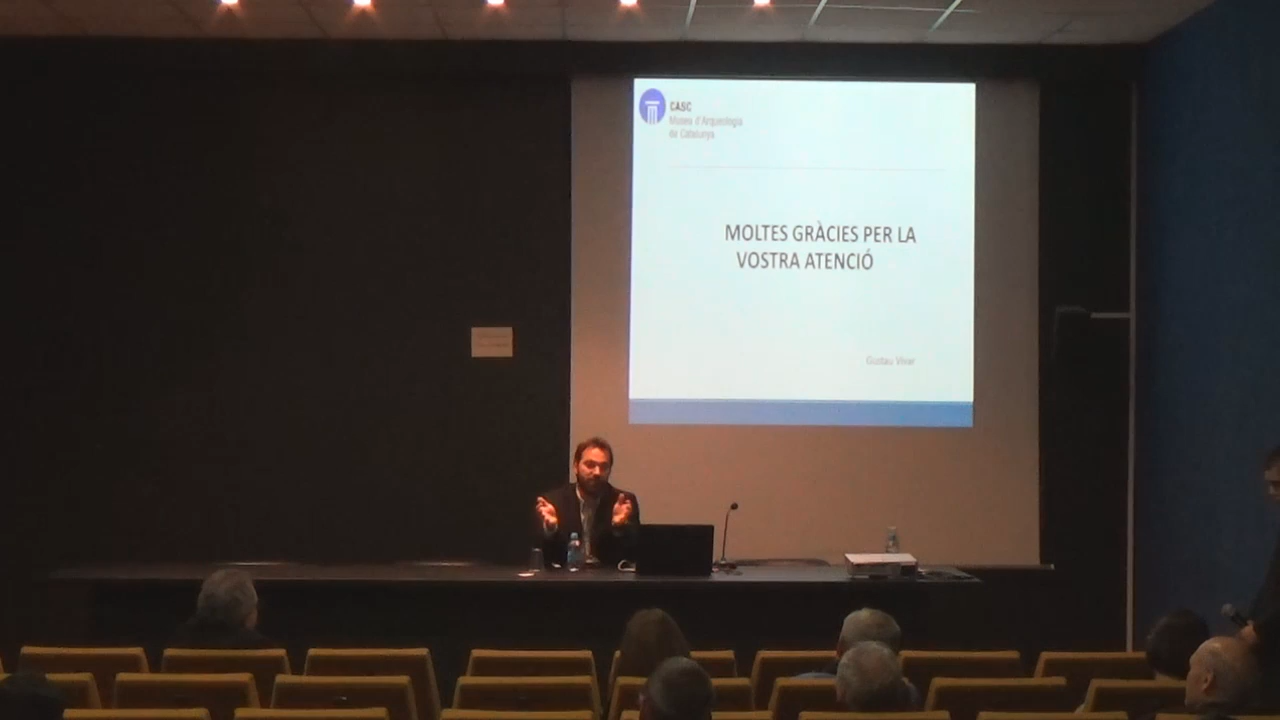 CASC
Museu d'Arqueologia
de Catalunya
MOLTES GRÀCIES PER LA
VOSTRA ATENCIÓ
Gustau Vivar